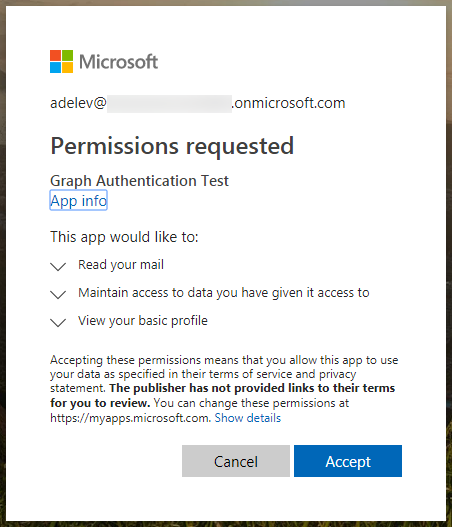 Microsoft
adelev@ .onmicrosoft.com
Permissions requested
Graph Authentication Test
App info
This app would like to:
Read your mail
Maintain access to data you have given it access to
View your basic profile
Accepting these permissions means that you allow this app to use
your data as specified in their terms of service and privacy
statement. The publisher has not provided links to their terms
for you to review. You can change these permissions at
https://myapps.microsoft.com. Show details
Cancel
Accept